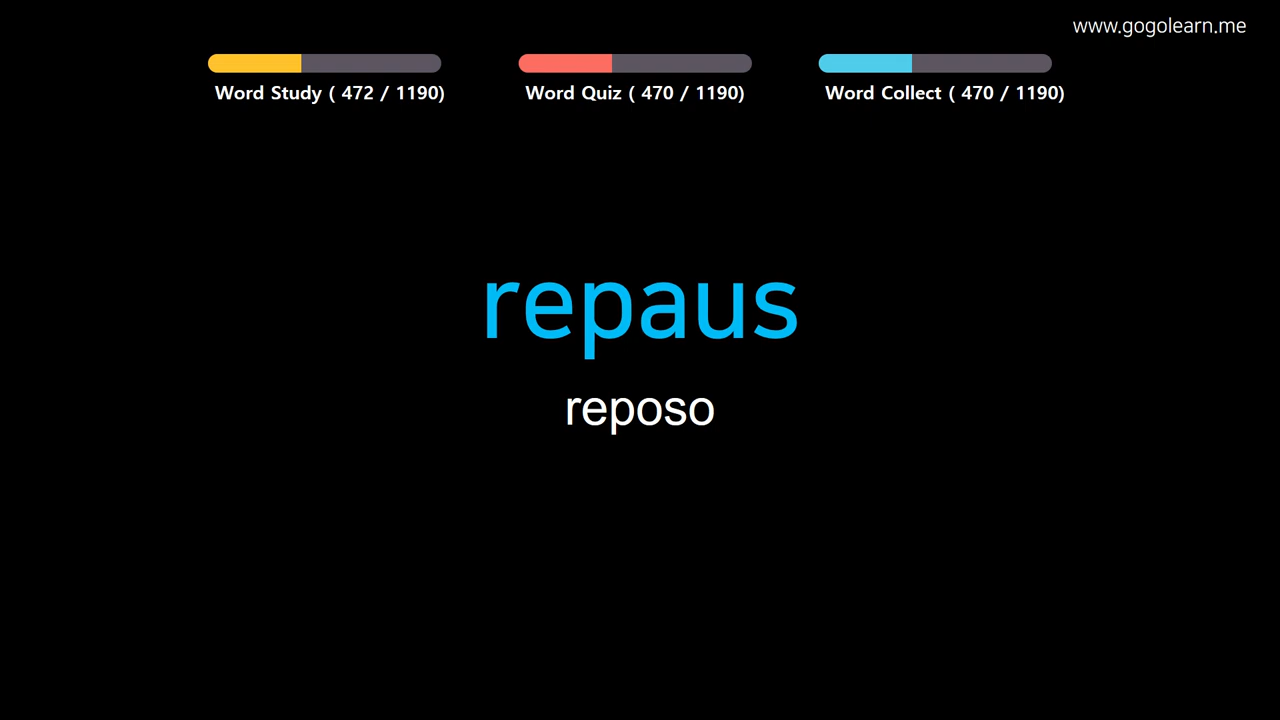 www.gogolearn.me
Word Study ( 472 / 1190)
Word Quiz ( 470 / 1190)
Word Collect ( 470 / 1190)
repaus
reposo